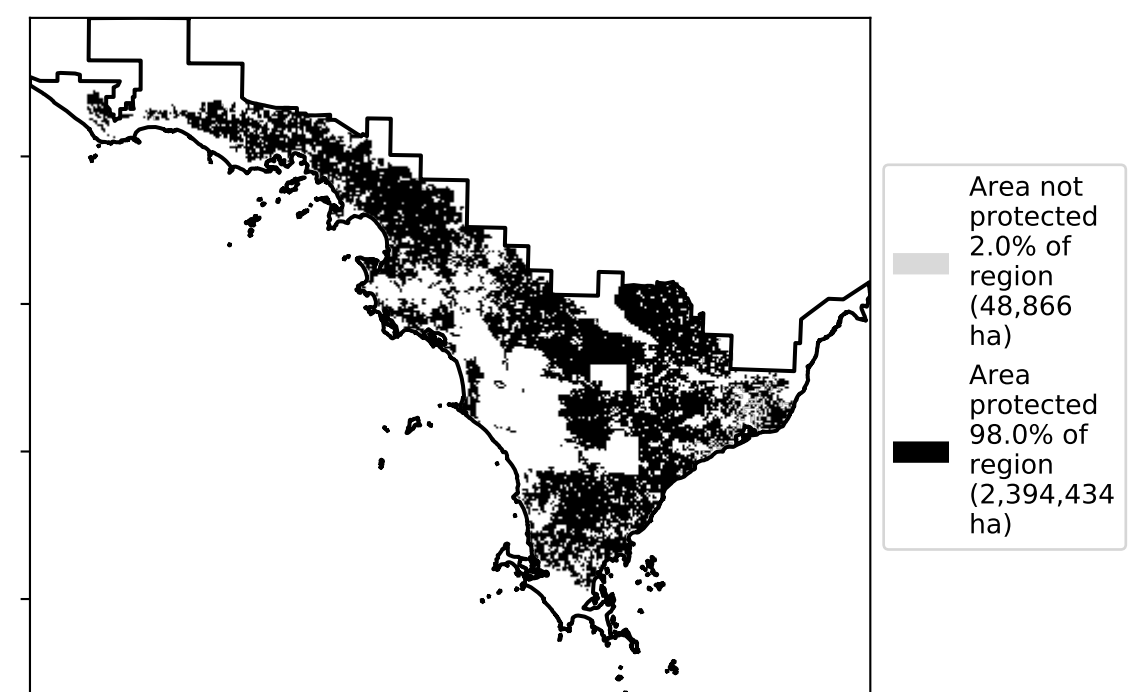 Area not
protected
2.0% of
region
(48,866
ha)
Area
protected
98.0% of
region
(2,394,434
ha)